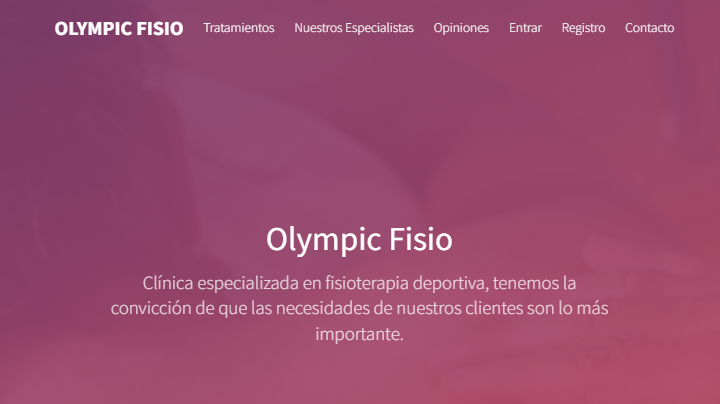 OLYMPIC FISIO Tratamientos Nuestros Especialistas Opiniones Entrar Registro Contacto
Olympic Fisio
Clínica especializada en fisioterapia deportiva, tenemos la
convicción de que las necesidades de nuestros clientes son lo más
importante.